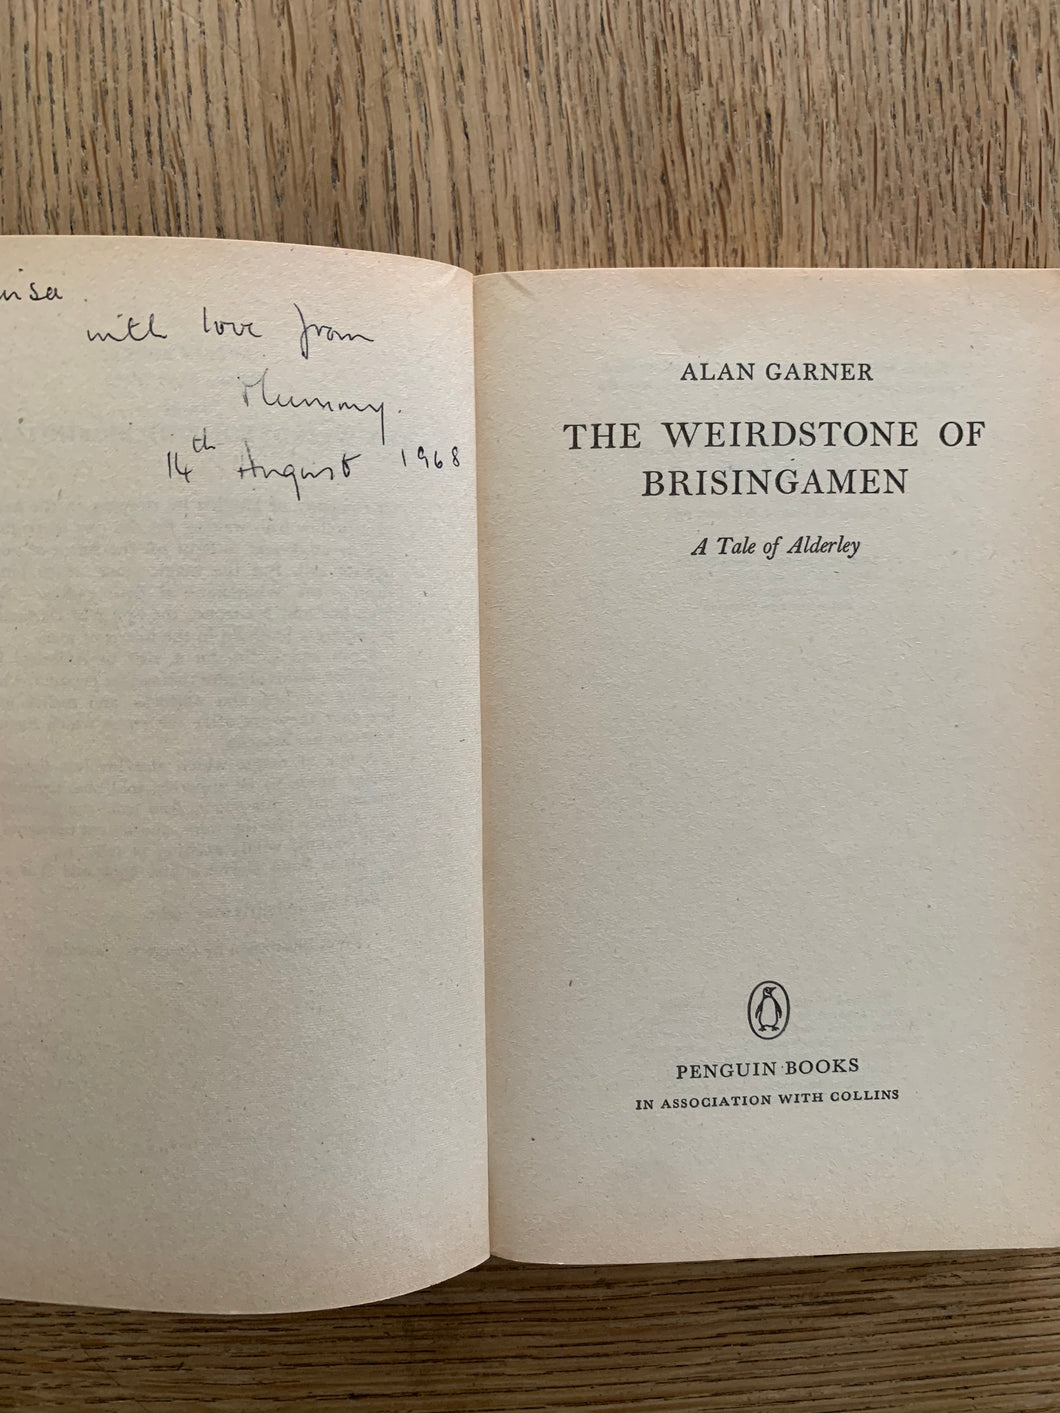 with love from
Mummy.
14th August 1968
ALAN GARNER
THE WEIRDSTONE OF
BRISINGAMEN
A Tale of Alderley
PENGUIN BOOKS
IN ASSOCIATION WITH COLLINS